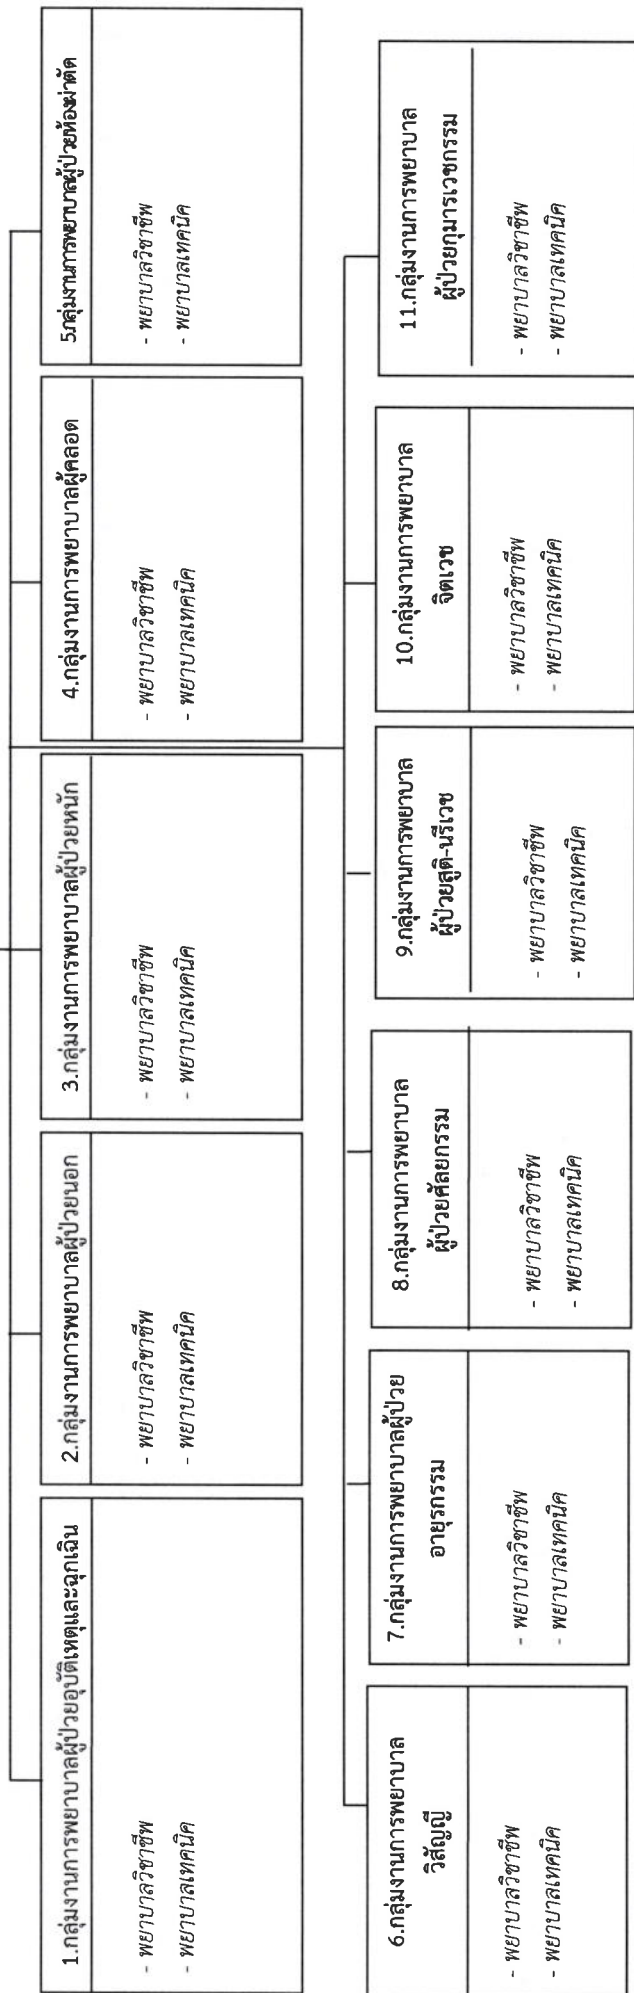 1.กลุ่มงานการพยาบาลผู้ป่วยอุบัติเหตุและฉุกเฉิน
- พยาบาลวิชาชีพ
- พยาบาลเทคนิค
2.กลุ่มงานการพยาบาลผู้ป่วยนอก
- พยาบาลวิชาชีพ
- พยาบาลเทคนิค
3.กลุ่มงานการพยาบาลผู้ป่วยหนัก
- พยาบาลวิชาชีพ
- พยาบาลเทคนิค
4.กลุ่มงานการพยาบาลผู้คลอด
- พยาบาลวิชาชีพ
- พยาบาลเทคนิค
5.กลุ่มงานการพยาบาลผู้ป่วยห้องผ่าตัด
- พยาบาลวิชาชีพ
- พยาบาลเทคนิค
6.กลุ่มงานการพยาบาล
วิสัญญี
- พยาบาลวิชาชีพ
- พยาบาลเทคนิค
7.กลุ่มงานการพยาบาลผู้ป่วย
อายุรกรรม
- พยาบาลวิชาชีพ
- พยาบาลเทคนิค
8.กลุ่มงานการพยาบาล
ผู้ป่วยศัลยกรรม
- พยาบาลวิชาชีพ
- พยาบาลเทคนิค
9.กลุ่มงานการพยาบาล
ผู้ป่วยสูติ-นรีเวช
- พยาบาลวิชาชีพ
- พยาบาลเทคนิค
10.กลุ่มงานการพยาบาล
จิตเวช
- พยาบาลวิชาชีพ
- พยาบาลเทคนิค
11.กลุ่มงานการพยาบาล
ผู้ป่วยกุมารเวชกรรม
- พยาบาลวิชาชีพ
- พยาบาลเทคนิค